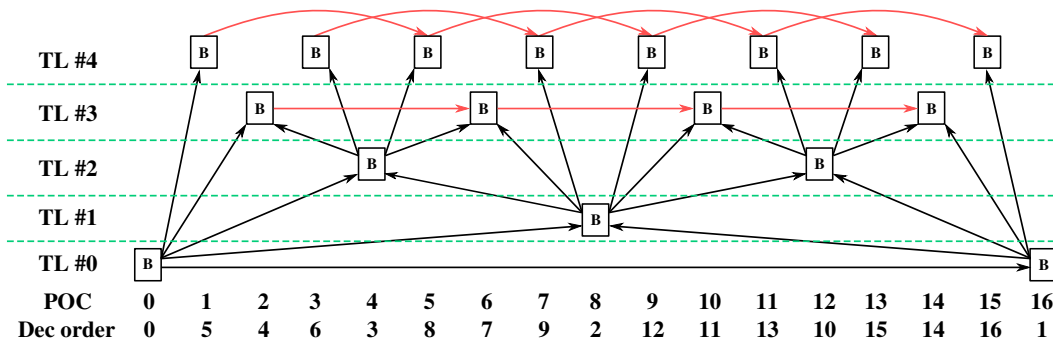 TL #4 B B B B B B B B
TL #3 B B B B
TL #2 B B
TL #1 B
TL #0 B B
POC 0 1 2 3 4 5 6 7 8 9 10 11 12 13 14 15 16
Dec order 0 5 4 6 3 8 7 9 2 12 11 13 10 15 14 16 1